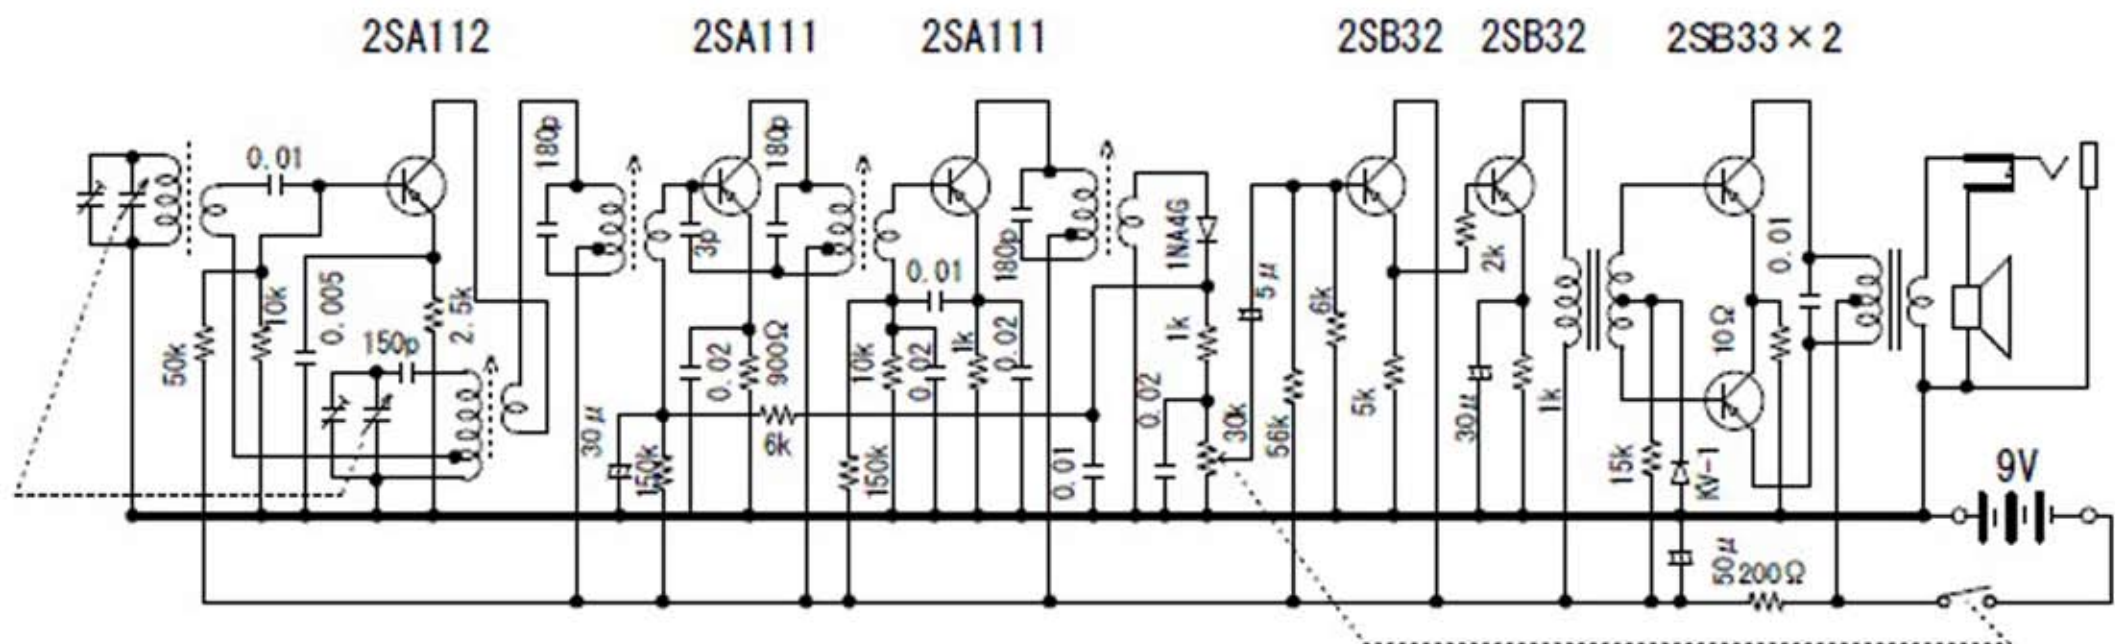 2SA112 2SA111 2SA111 2SB32 2SB32 2SB33×2
0.01
180p
180p
3p
0.01
180p
1NA4G
5μ
6k
2k
0.01
50k
10k
0.005
150p
2.5k
30μ
150k
0.02
900Ω
6k
150k
10k
0.02
1k
0.02
0.01
0.02
1k
30k
56k
5k
30μ
1k
15k
KV-1
10Ω
9V
50μ
200Ω